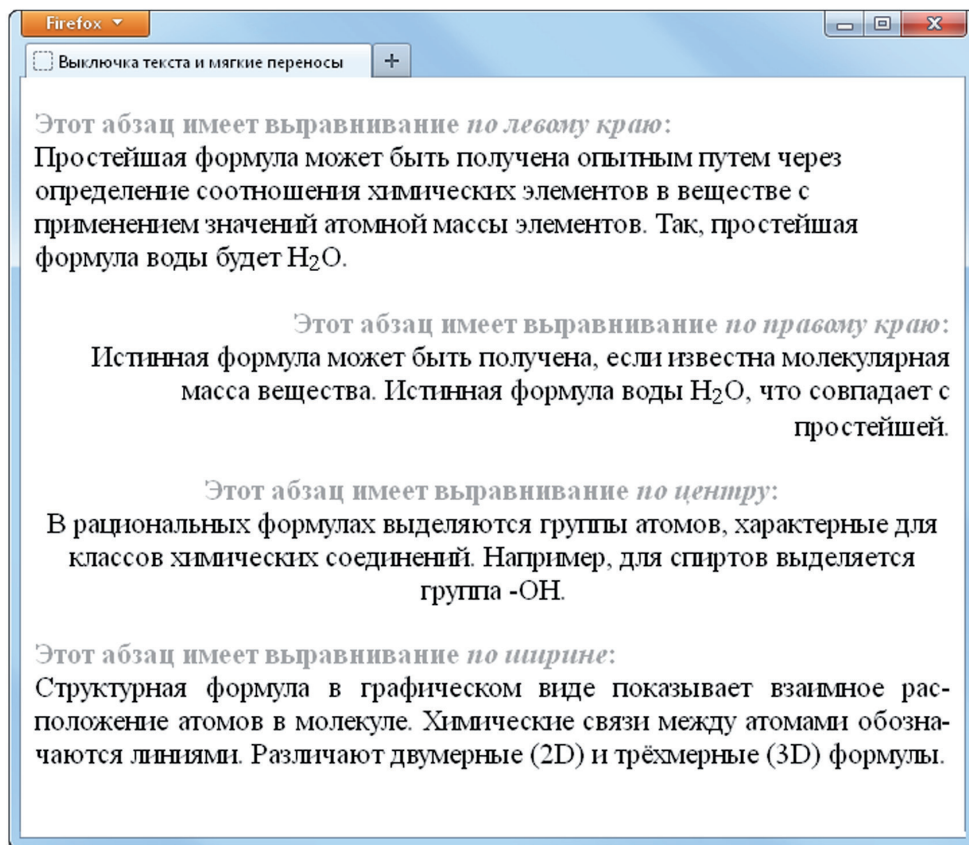 Firefox
Выключка текста и мягкие переносы
Этот абзац имеет выравнивание по левому краю:
Простейшая формула может быть получена опытным путем через
определение соотношения химических элементов в веществе с
применением значений атомной массы элементов. Так, простейшая
формула воды будет H₂O.
Этот абзац имеет выравнивание по правому краю:
Истинная формула может быть получена, если известна молекулярная
масса вещества. Истинная формула воды H₂O, что совпадает с
простейшей.
Этот абзац имеет выравнивание по центру:
В рациональных формулах выделяются группы атомов, характерные для
классов химических соединений. Например, для спиртов выделяется
группа -ОН.
Этот абзац имеет выравнивание по ширине:
Структурная формула в графическом виде показывает взаимное рас-
положение атомов в молекуле. Химические связи между атомами обозна-
чаются линиями. Различают двумерные (2D) и трёхмерные (3D) формулы.